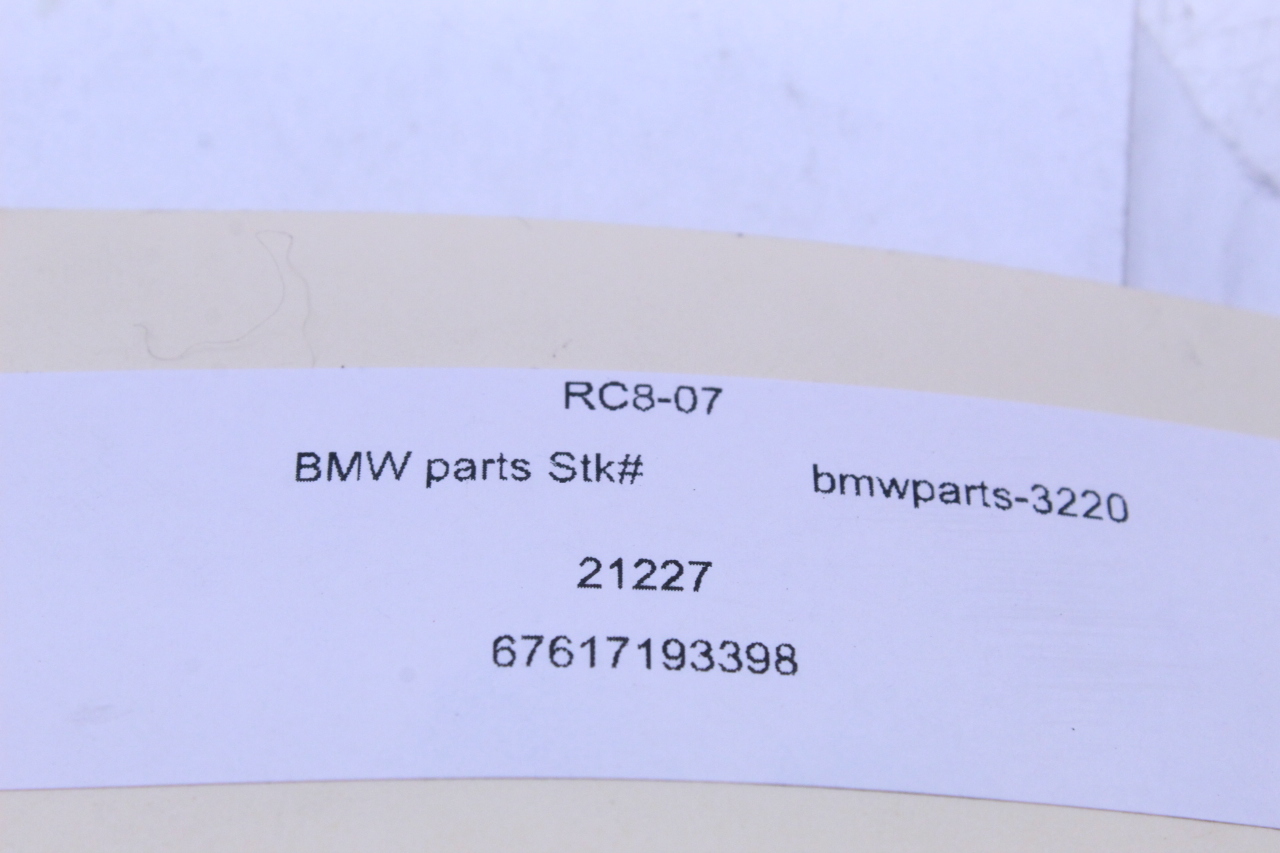 RC8-07
BMW parts Stk# bmwparts-3220
21227
67617193398